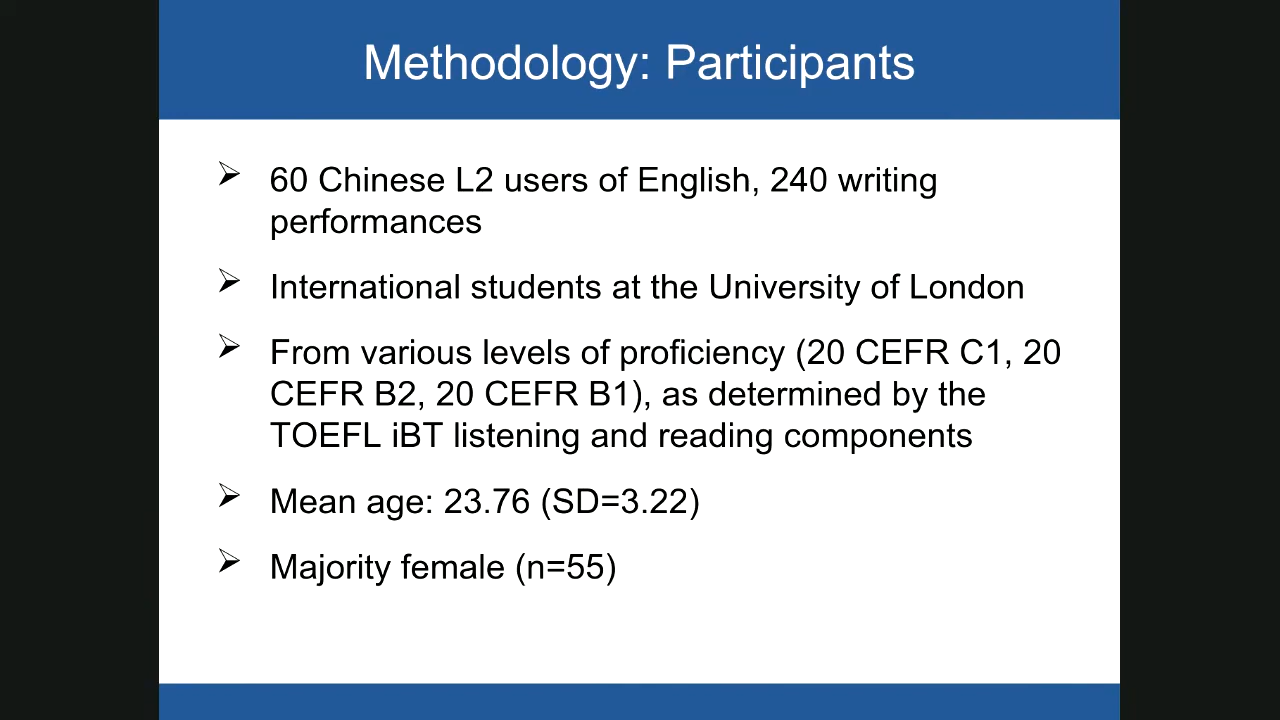 Methodology: Participants
60 Chinese L2 users of English, 240 writing
performances
International students at the University of London
From various levels of proficiency (20 CEFR C1, 20
CEFR B2, 20 CEFR B1), as determined by the
TOEFL iBT listening and reading components
Mean age: 23.76 (SD=3.22)
Majority female (n=55)